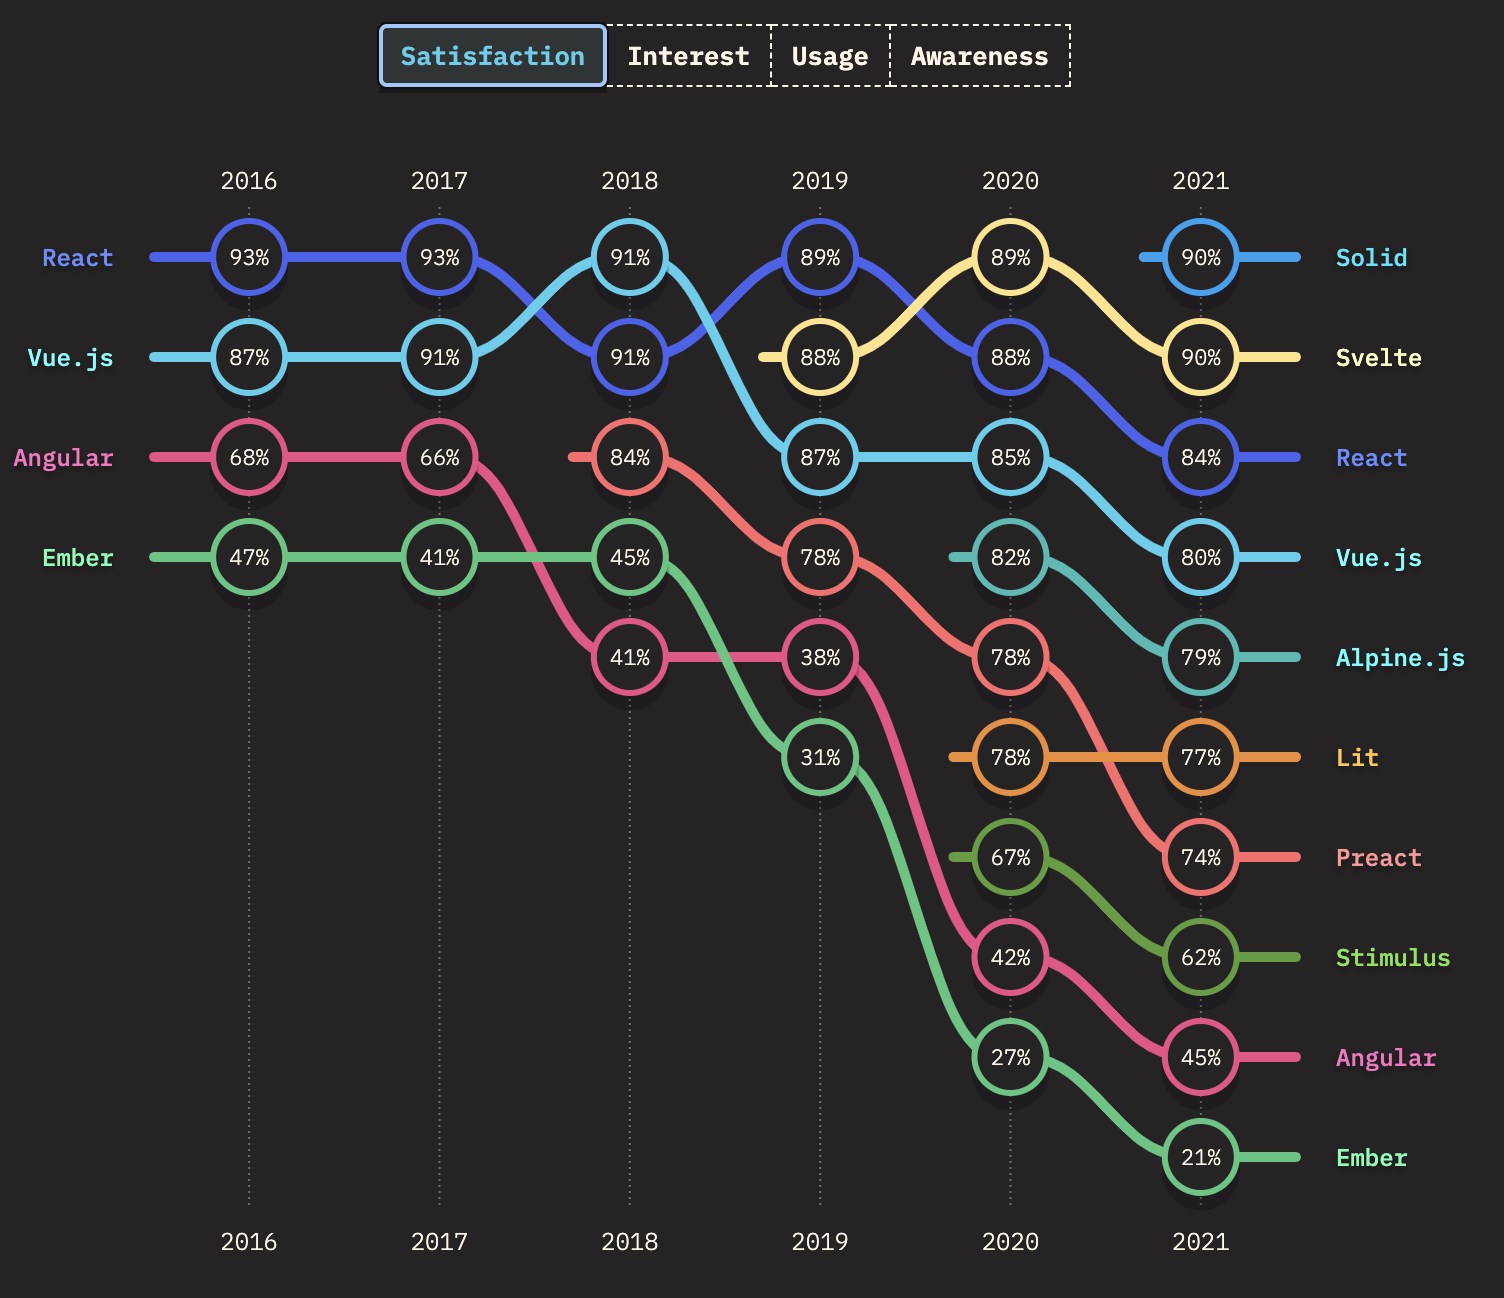 Satisfaction Interest Usage Awareness
2016 2017 2018 2019 2020 2021
React 93% 93% 91% 89% 89% 90% Solid
Vue.js 87% 91% 91% 88% 88% 90% Svelte
Angular 68% 66% 84% 87% 85% 84% React
Ember 47% 41% 45% 78% 82% 80% Vue.js
41% 38% 78% 79% Alpine.js
31% 78% 77% Lit
67% 74% Preact
42% 62% Stimulus
27% 45% Angular
21% Ember
2016 2017 2018 2019 2020 2021